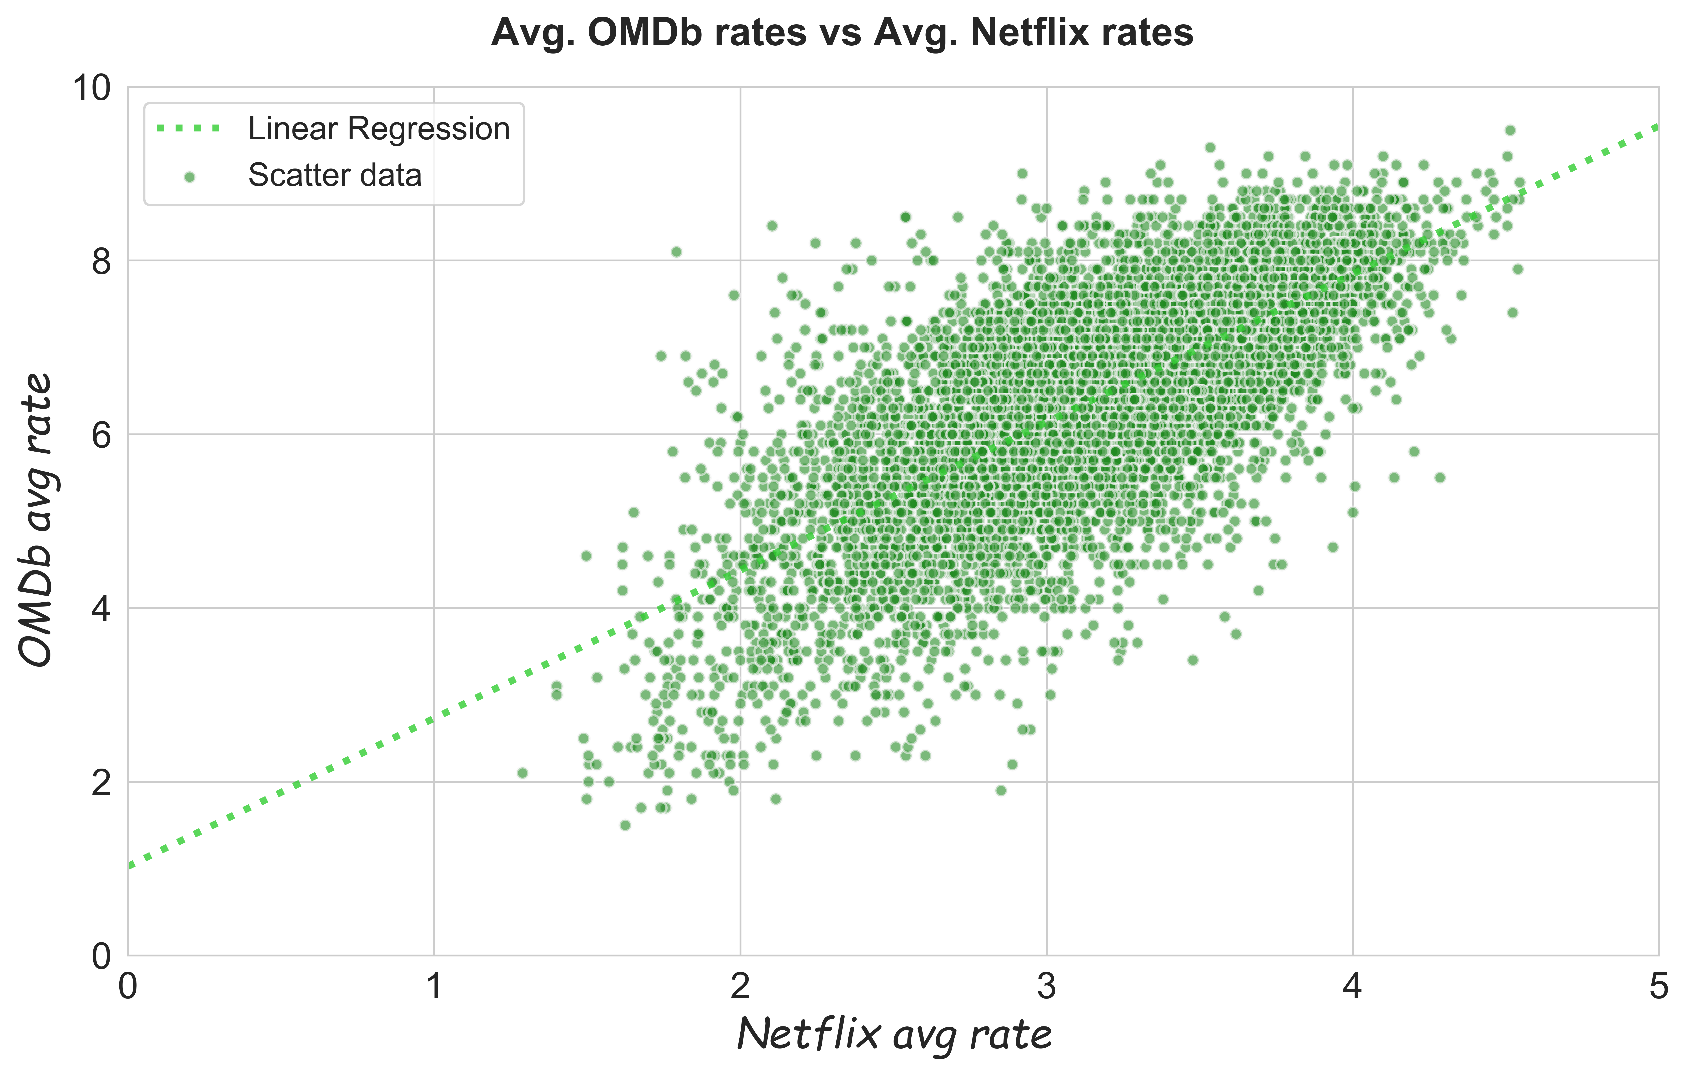 Avg. OMDb rates vs Avg. Netflix rates
10
8
6
4
2
0
Linear Regression
Scatter data
OMDb avg rate
0 1 2 3 4 5
Netflix avg rate